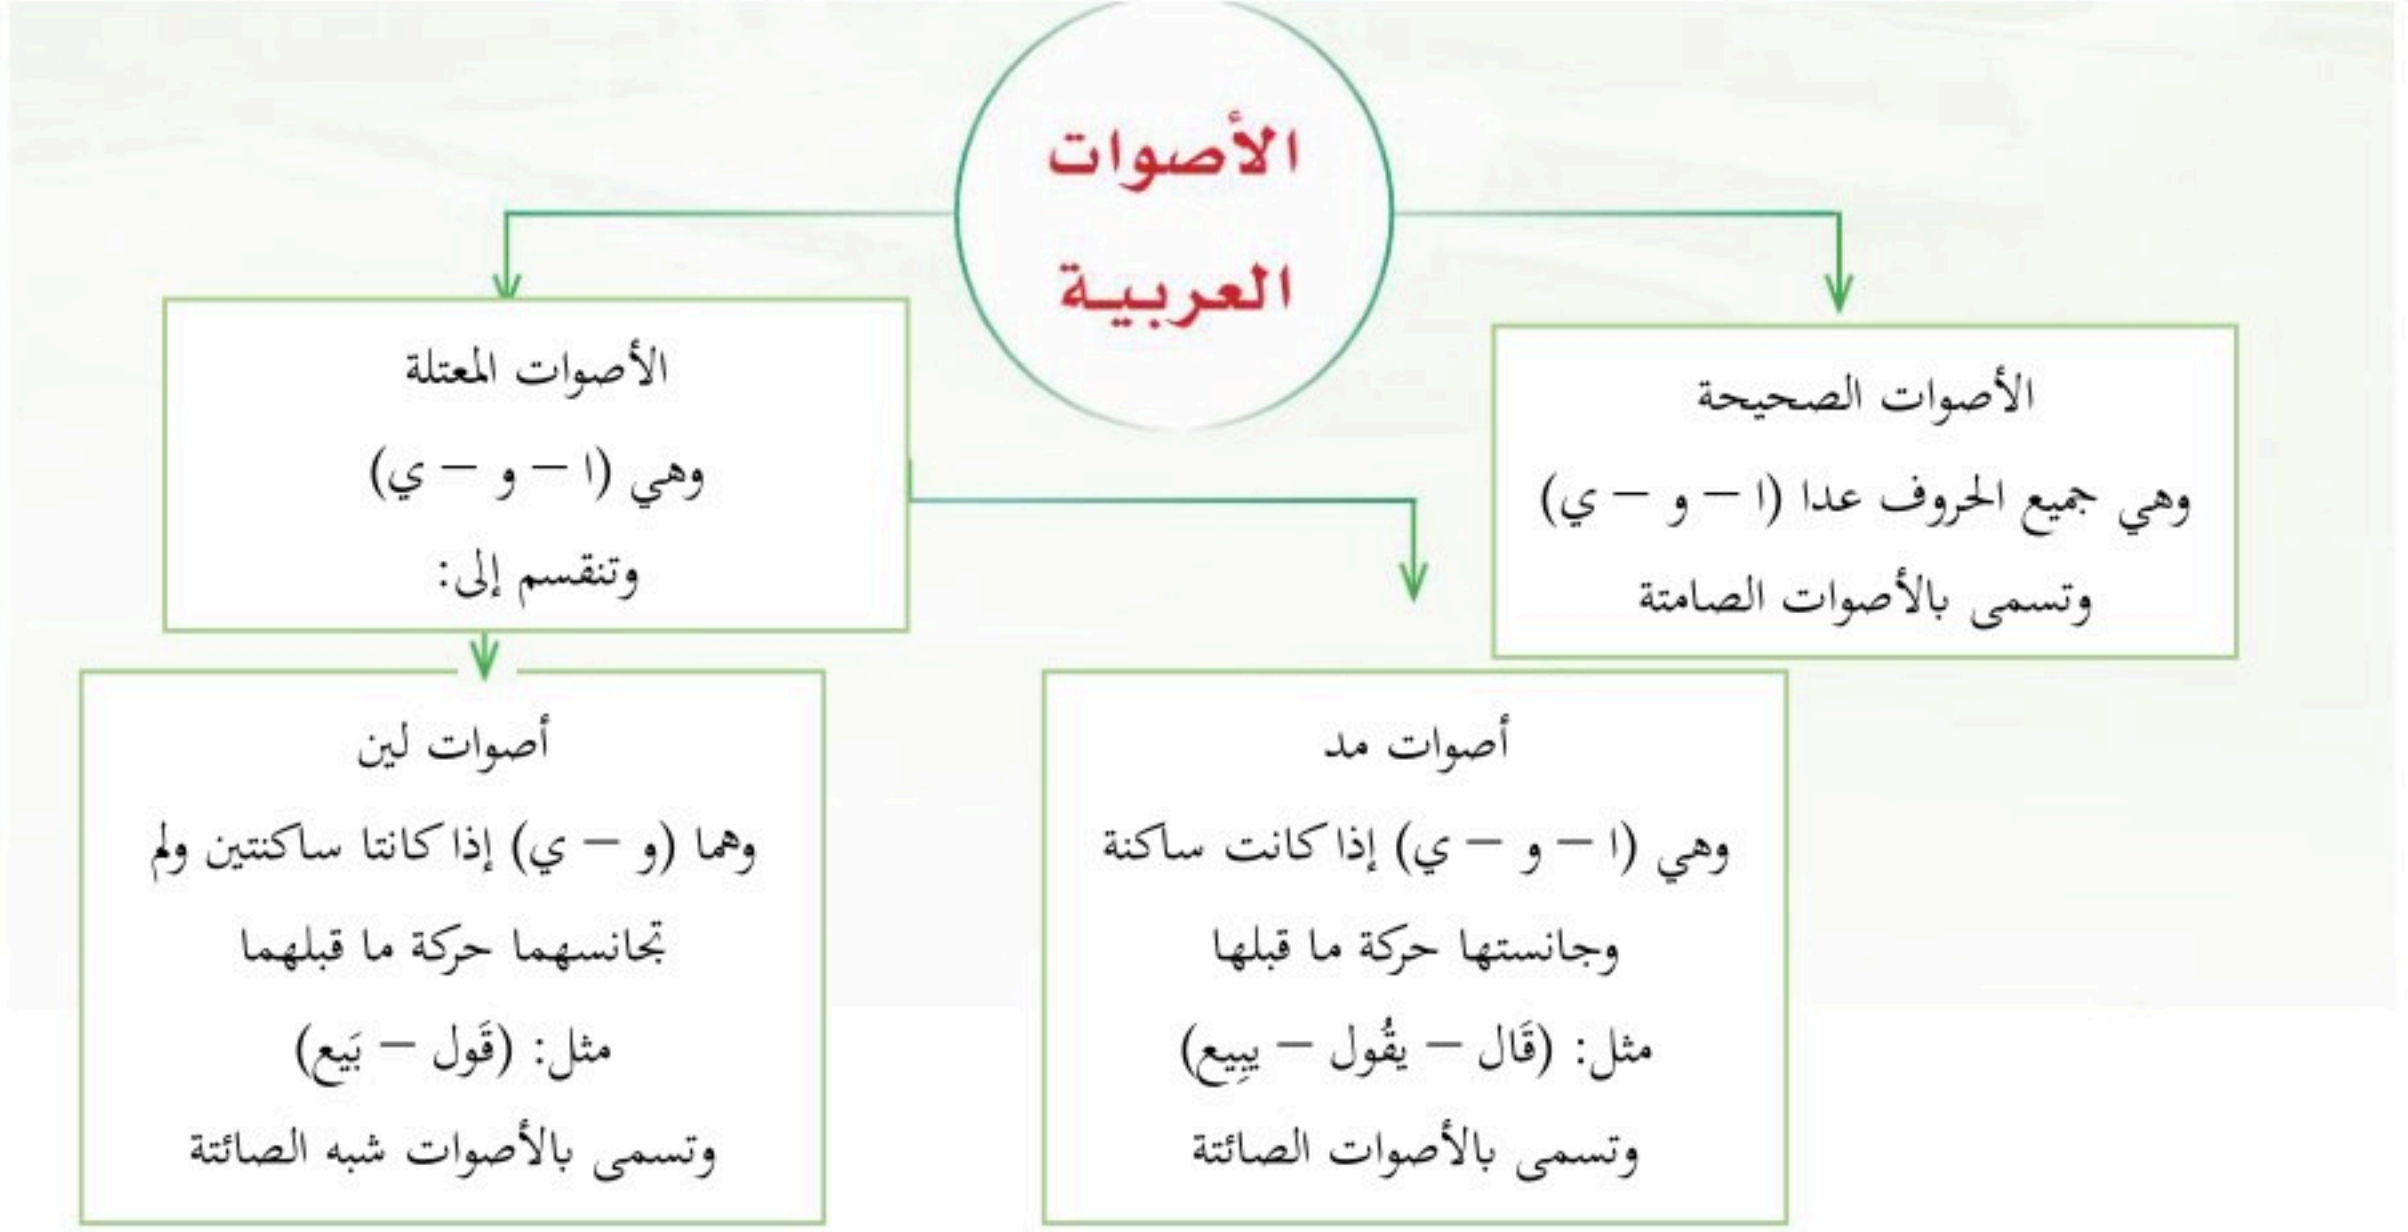 الأصوات
العربية
الأصوات الصحيحة
وهي جميع الحروف عدا (ا – و – ي)
وتسمى بالأصوات الصامتة
الأصوات المعتلة
وهي (ا – و – ي)
وتنقسم إلى:
أصوات مد
وهي (ا – و – ي) إذا كانت ساكنة
وجانستها حركة ما قبلها
مثل: (قَال – يقُول – يبِيع)
وتسمى بالأصوات الصائتة
أصوات لين
وهما (و – ي) إذا كانتا ساكنتين ولم
تجانسهما حركة ما قبلهما
مثل: (قَول – بَيع)
وتسمى بالأصوات شبه الصائتة